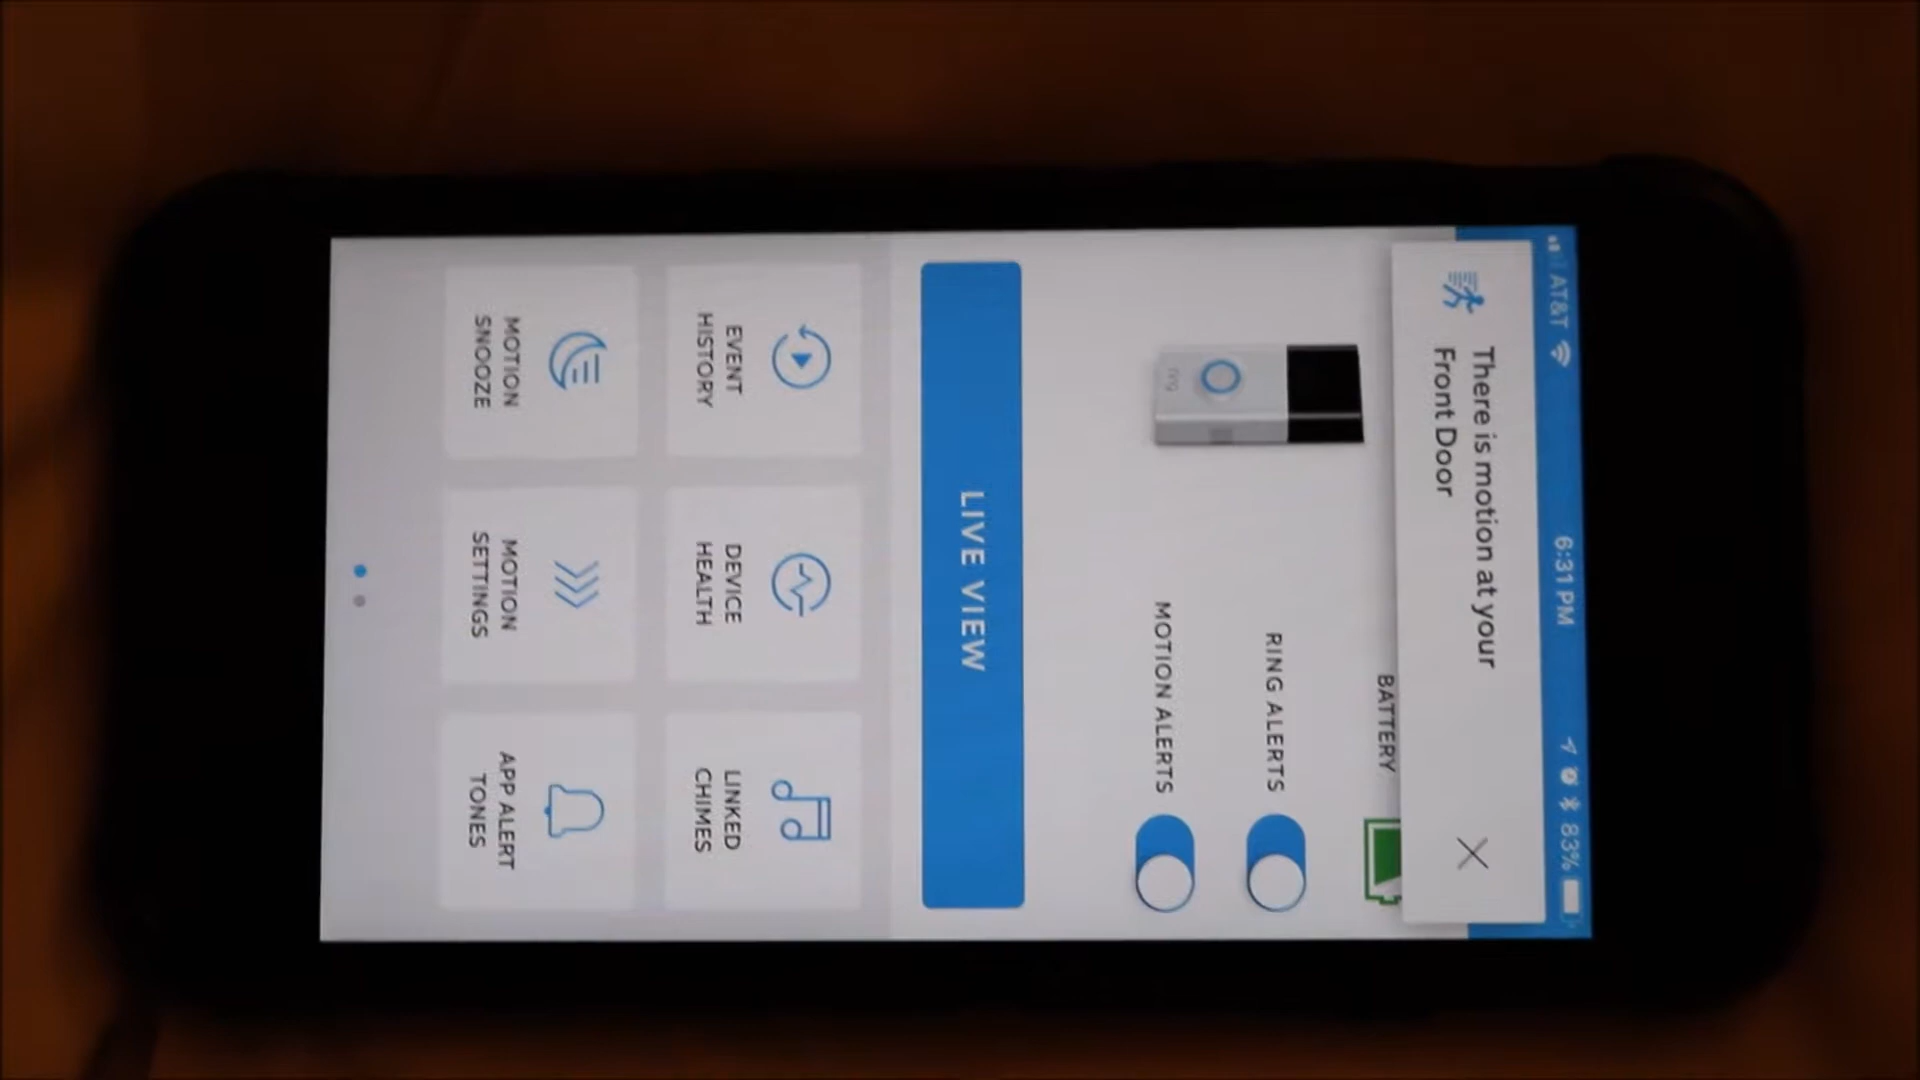 AT&T 6:31 PM 83%
There is motion at your
Front Door
BATTERY
RING ALERTS
MOTION ALERTS
ring
LIVE VIEW
EVENT
HISTORY
DEVICE
HEALTH
LINKED
CHIMES
MOTION
SNOOZE
MOTION
SETTINGS
APP ALERT
TONES